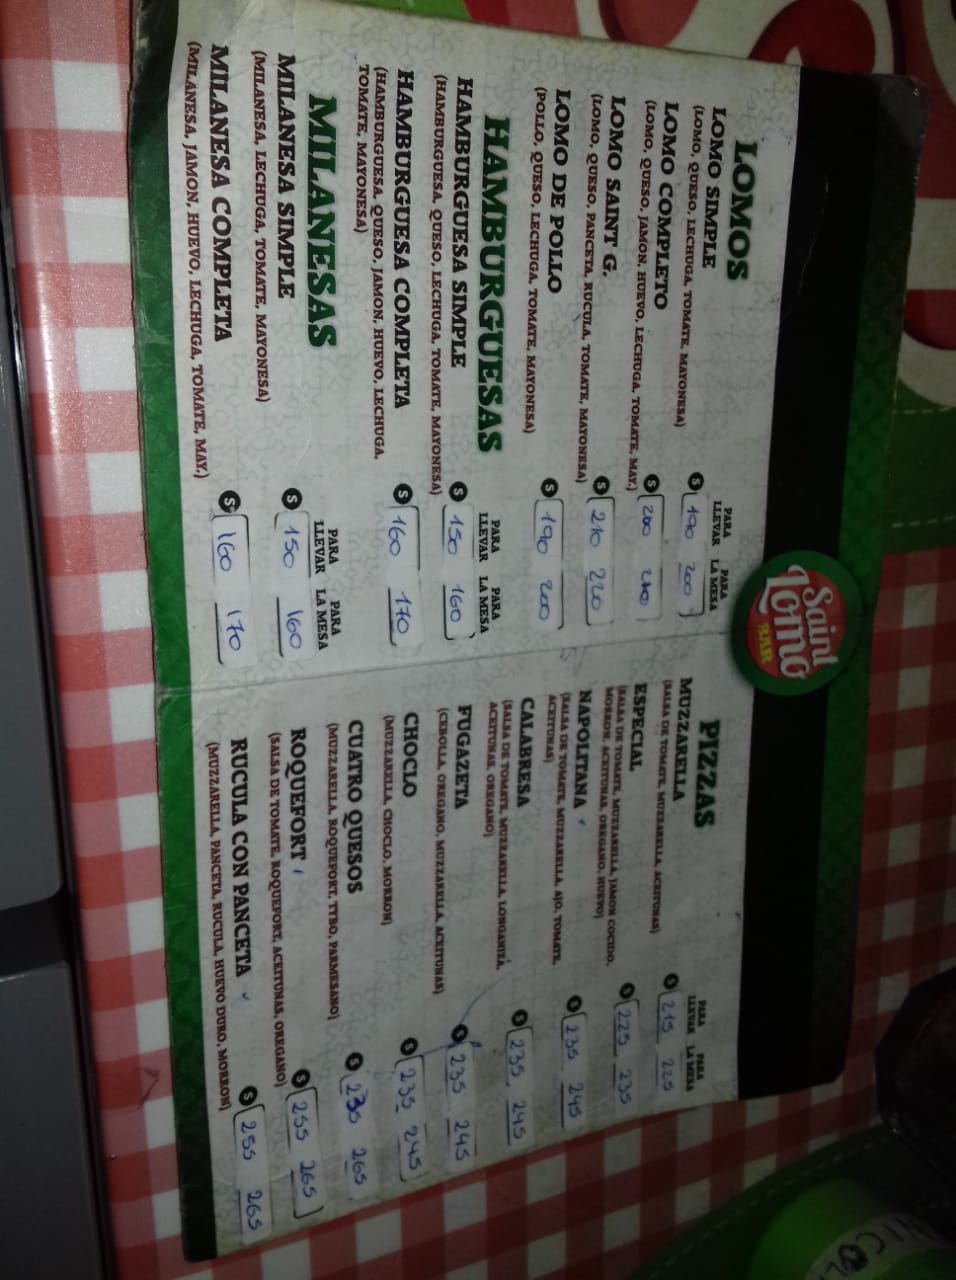 Saint
Lomo
BAR
LOMOS
PARA LLEVAR PARA LA MESA
LOMO SIMPLE $ 190 200
(LOMO, QUESO, LECHUGA, TOMATE, MAYONESA)
LOMO COMPLETO $ 200 210
(LOMO, QUESO, JAMON, HUEVO, LECHUGA, TOMATE, MAY.)
LOMO SAINT G. $ 210 220
(LOMO, QUESO, PANCETA, RUCULA, TOMATE, MAYONESA)
LOMO DE POLLO $ 190 200
(POLLO, QUESO, LECHUGA, TOMATE, MAYONESA)
HAMBURGUESAS
PARA LLEVAR PARA LA MESA
HAMBURGUESA SIMPLE $ 150 160
(HAMBURGUESA, QUESO, LECHUGA, TOMATE, MAYONESA)
HAMBURGUESA COMPLETA $ 160 170
(HAMBURGUESA, QUESO, JAMON, HUEVO, LECHUGA,
TOMATE, MAYONESA)
MILANESAS
PARA LLEVAR PARA LA MESA
MILANESA SIMPLE $ 150 160
(MILANESA, LECHUGA, TOMATE, MAYONESA)
MILANESA COMPLETA $ 160 170
(MILANESA, JAMON, HUEVO, LECHUGA, TOMATE, MAY.)
PIZZAS
PARA LLEVAR PARA LA MESA
MUZZARELLA $ 215 225
(SALSA DE TOMATE, MUZZARELLA, ACEITUNAS)
ESPECIAL $ 225 235
(SALSA DE TOMATE, MUZZARELLA, JAMON COCIDO,
MORRON, ACEITUNAS, OREGANO, HUEVO)
NAPOLITANA $ 235 245
(SALSA DE TOMATE, MUZZARELLA, AJO, TOMATE,
ACEITUNAS)
CALABRESA $ 235 245
(SALSA DE TOMATE, MUZZARELLA, LONGANIZA,
ACEITUNAS, OREGANO)
FUGAZETA $ 235 245
(CEBOLLA, OREGANO, MUZZARELLA, ACEITUNAS)
CHOCLO $ 235 245
(MUZZARELLA, CHOCLO, MORRON)
CUATRO QUESOS $ 235 265
(MUZZARELLA, ROQUEFORT, TYBO, PARMESANO)
ROQUEFORT $ 255 265
(SALSA DE TOMATE, ROQUEFORT, ACEITUNAS, OREGANO)
RUCULA CON PANCETA $ 255 265
(MUZZARELLA, PANCETA, RUCULA, HUEVO DURO, MORRON)